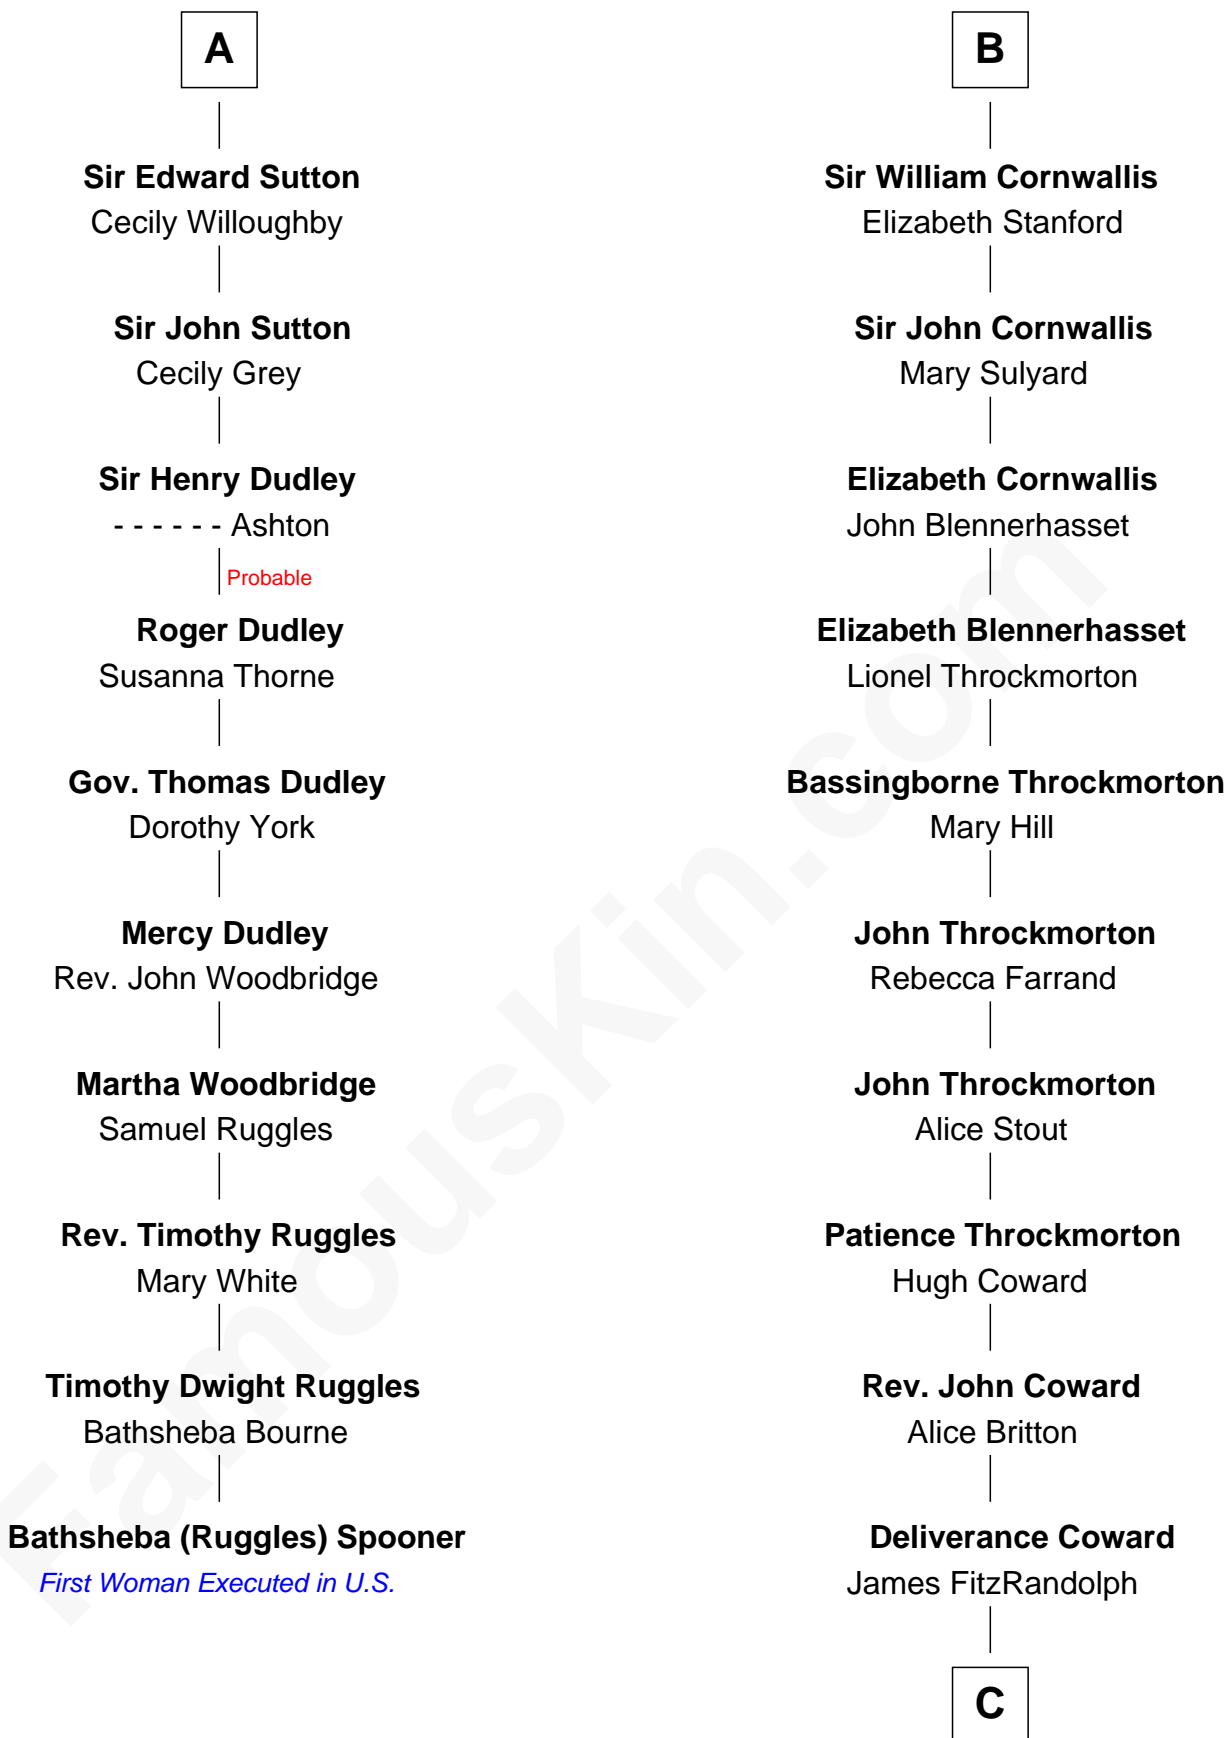 A
Sir Edward Sutton
Cecily Willoughby
Sir John Sutton
Cecily Grey
Sir Henry Dudley
- - - - - - Ashton
Probable
Roger Dudley
Susanna Thorne
Gov. Thomas Dudley
Dorothy York
Mercy Dudley
Rev. John Woodbridge
Martha Woodbridge
Samuel Ruggles
Rev. Timothy Ruggles
Mary White
Timothy Dwight Ruggles
Bathsheba Bourne
Bathsheba (Ruggles) Spooner
First Woman Executed in U.S.
B
Sir William Cornwallis
Elizabeth Stanford
Sir John Cornwallis
Mary Sulyard
Elizabeth Cornwallis
John Blennerhasset
Elizabeth Blennerhasset
Lionel Throckmorton
Bassingborne Throckmorton
Mary Hill
John Throckmorton
Rebecca Farrand
John Throckmorton
Alice Stout
Patience Throckmorton
Hugh Coward
Rev. John Coward
Alice Britton
Deliverance Coward
James FitzRandolph
C
FamousKin.com